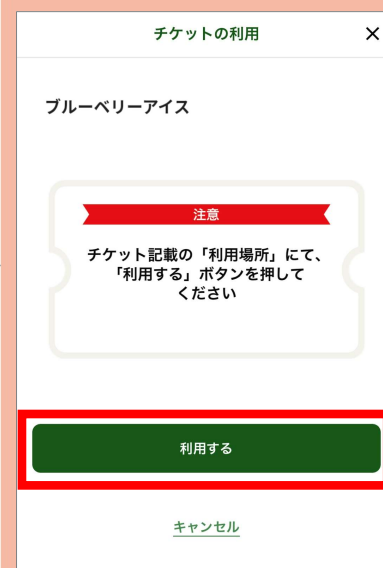 チケットの利用
ブルーベリーアイス
注意
チケット記載の「利用場所」にて、
「利用する」ボタンを押して
ください
利用する
キャンセル